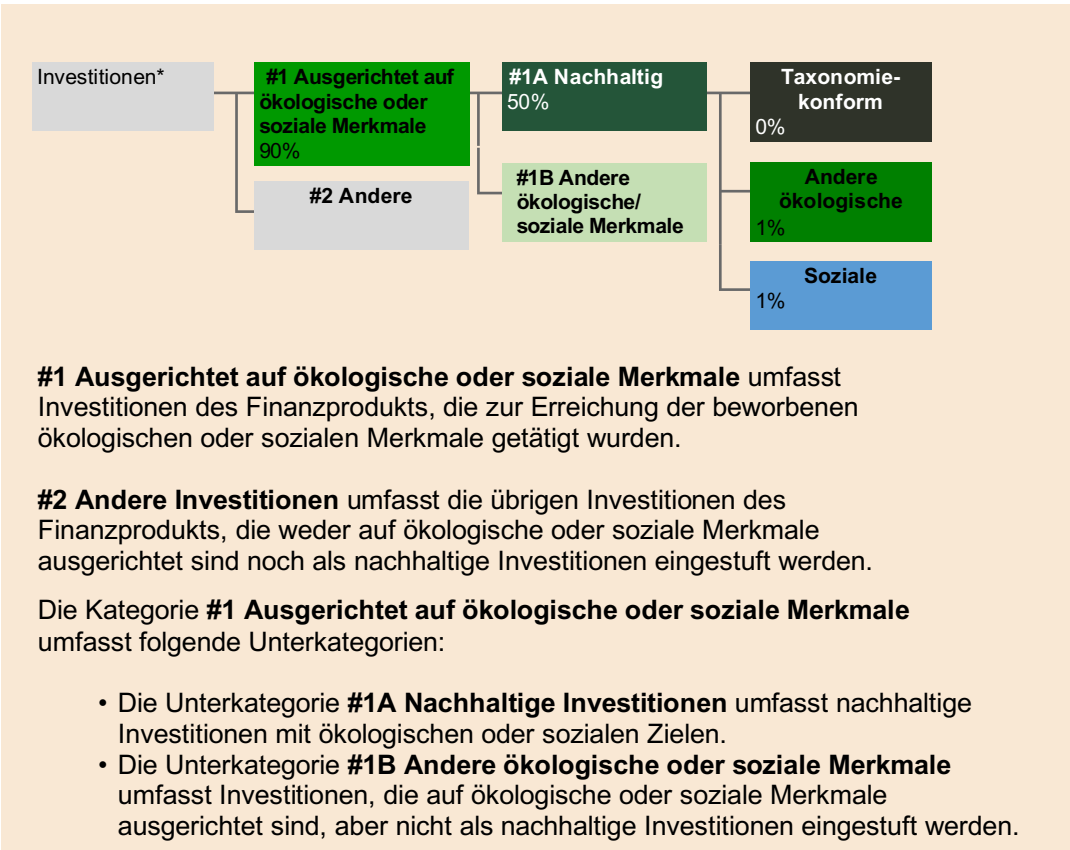 Investitionen*
#1 Ausgerichtet auf
ökologische oder
soziale Merkmale
90%
#2 Andere
#1A Nachhaltig
50%
#1B Andere
ökologische/
soziale Merkmale
Taxonomie-
konform
0%
Andere
ökologische
1%
Soziale
1%
#1 Ausgerichtet auf ökologische oder soziale Merkmale umfasst
Investitionen des Finanzprodukts, die zur Erreichung der beworbenen
ökologischen oder sozialen Merkmale getätigt wurden.
#2 Andere Investitionen umfasst die übrigen Investitionen des
Finanzprodukts, die weder auf ökologische oder soziale Merkmale
ausgerichtet sind noch als nachhaltige Investitionen eingestuft werden.
Die Kategorie #1 Ausgerichtet auf ökologische oder soziale Merkmale
umfasst folgende Unterkategorien:
• Die Unterkategorie #1A Nachhaltige Investitionen umfasst nachhaltige
Investitionen mit ökologischen oder sozialen Zielen.
• Die Unterkategorie #1B Andere ökologische oder soziale Merkmale
umfasst Investitionen, die auf ökologische oder soziale Merkmale
ausgerichtet sind, aber nicht als nachhaltige Investitionen eingestuft werden.